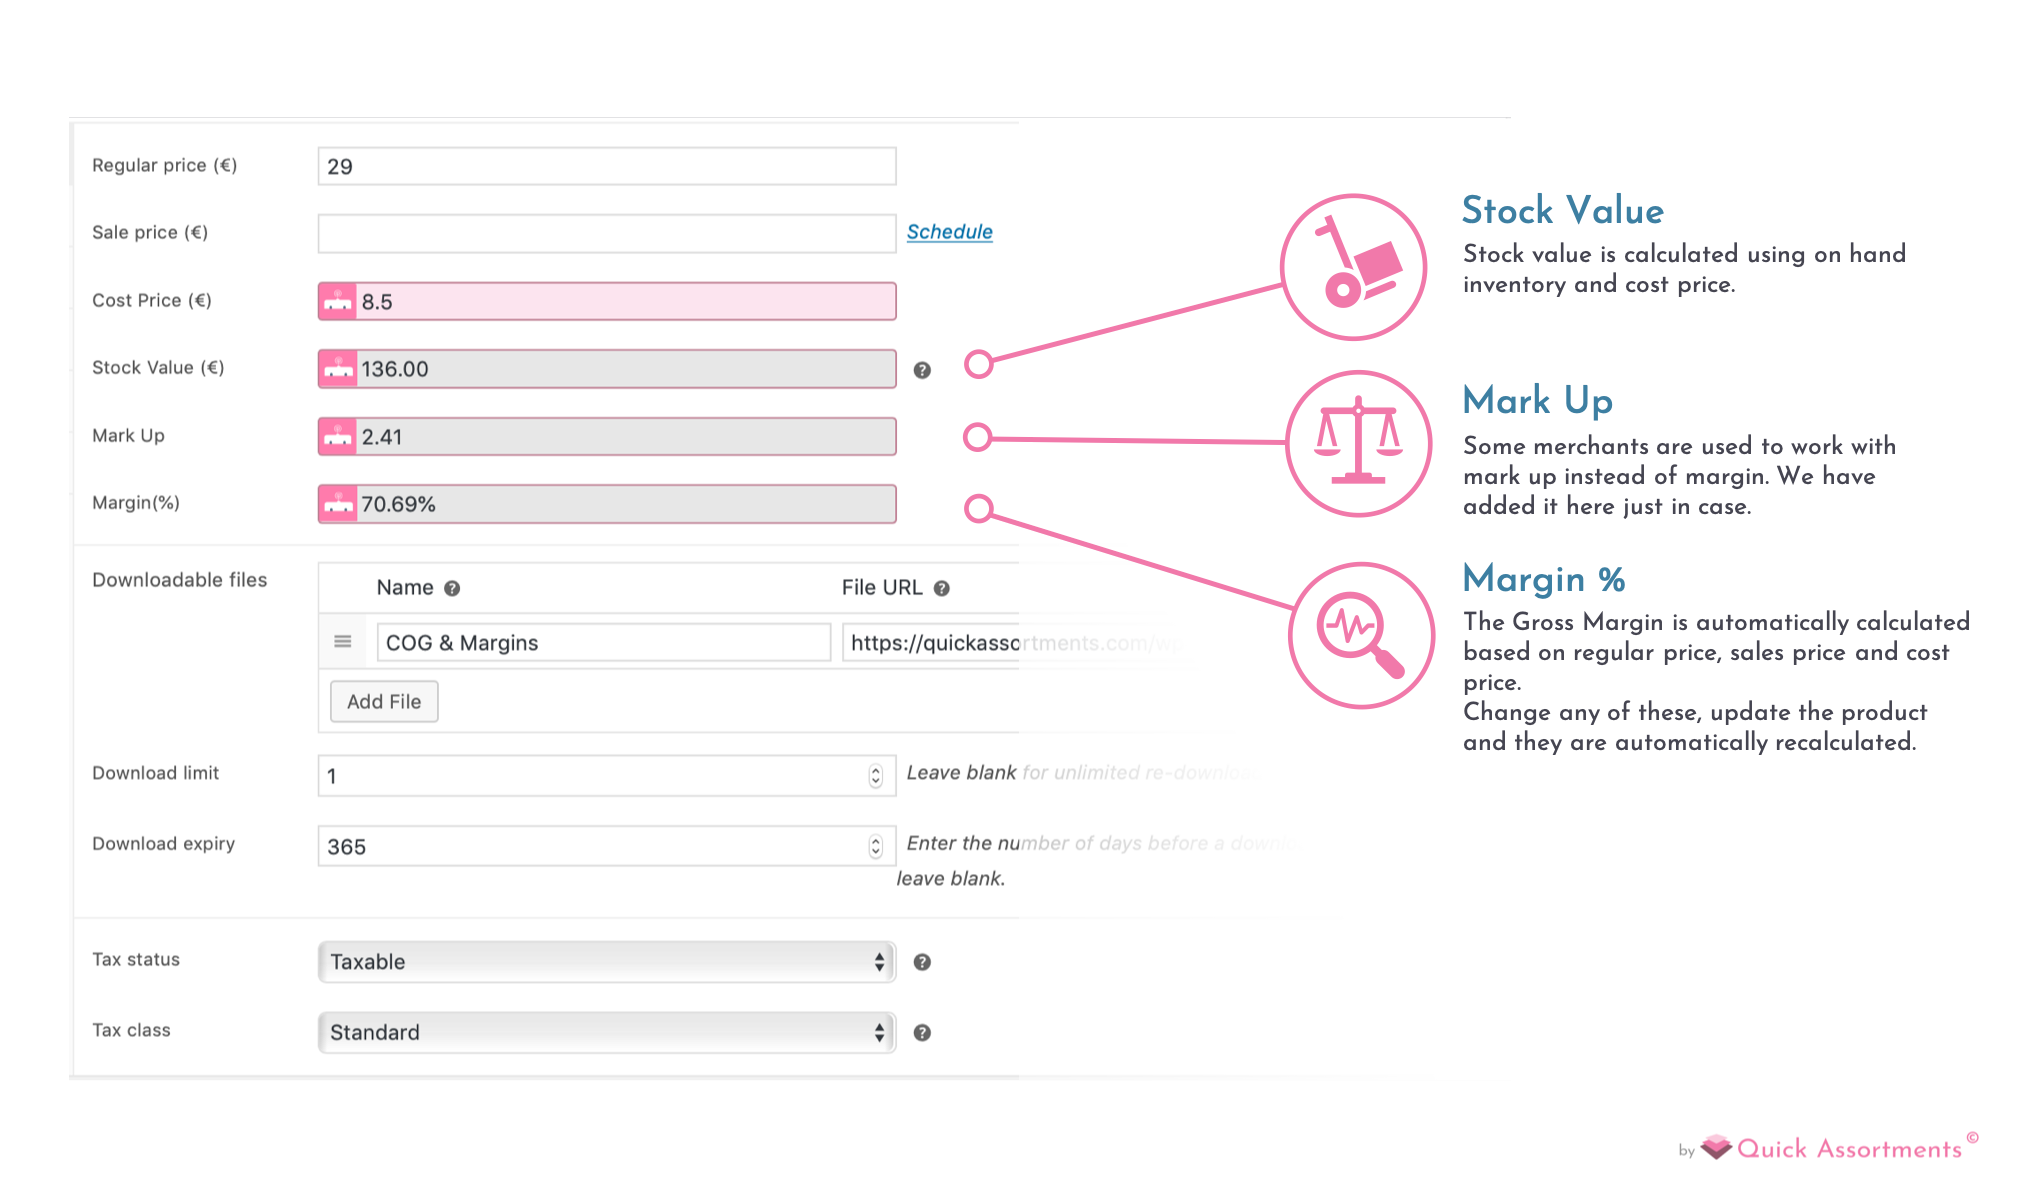 Regular price (€)
29
Sale price (€)
Schedule
Cost Price (€)
8.5
Stock Value (€)
136.00
Mark Up
2.41
Margin(%)
70.69%
Downloadable files
Name
File URL
COG & Margins
https://quickassortments.com/w
Add File
Download limit
1
Leave blank for unlimited re-downloa
Download expiry
365
Enter the number of days before a downl
leave blank.
Tax status
Taxable
Tax class
Standard
Stock Value
Stock value is calculated using on hand
inventory and cost price.
Mark Up
Some merchants are used to work with
mark up instead of margin. We have
added it here just in case.
Margin %
The Gross Margin is automatically calculated
based on regular price, sales price and cost
price.
Change any of these, update the product
and they are automatically recalculated.
by Quick Assortments ©